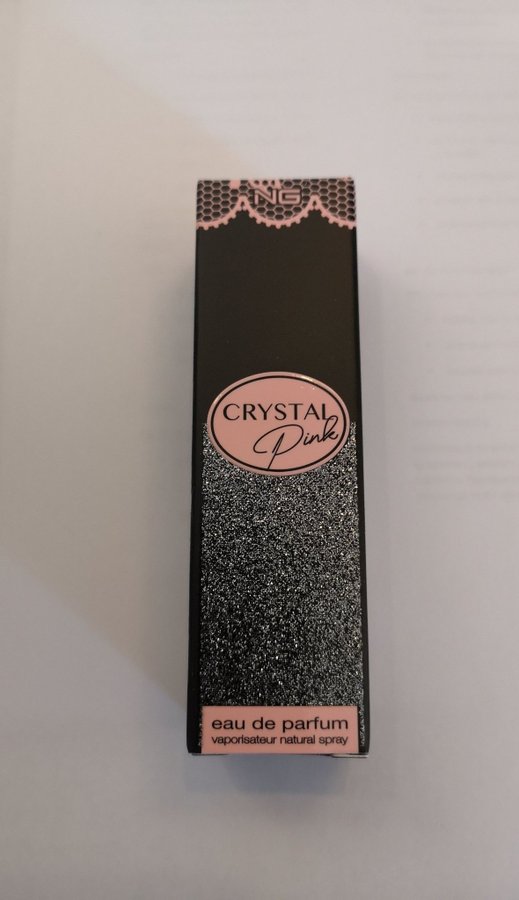 NG
CRYSTAL
Pink
eau de parfum
vaporisateur natural spray